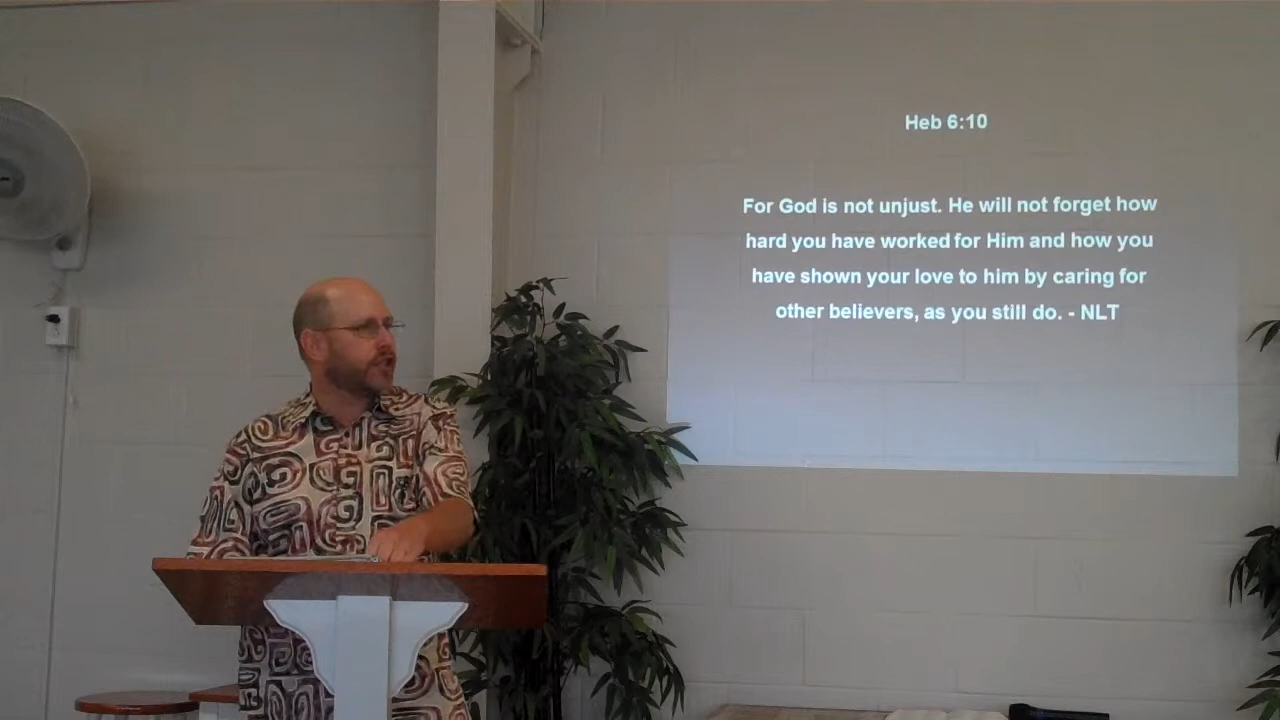 Heb 6:10
For God is not unjust. He will not forget how
hard you have worked for Him and how you
have shown your love to him by caring for
other believers, as you still do. - NLT